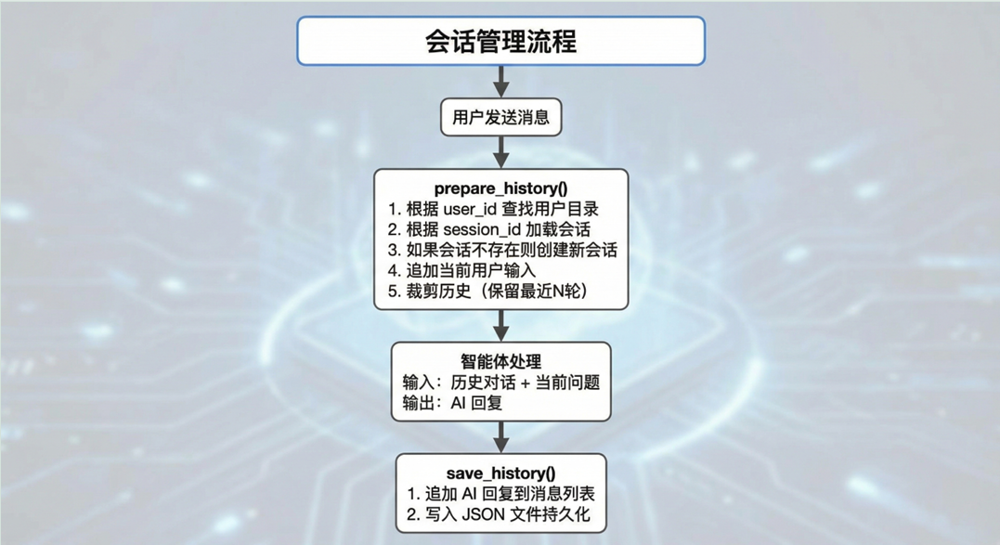 会话管理流程
用户发送消息
prepare_history()
1. 根据 user_id 查找用户目录
2. 根据 session_id 加载会话
3. 如果会话不存在则创建新会话
4. 追加当前用户输入
5. 裁剪历史（保留最近N轮）
智能体处理
输入：历史对话 + 当前问题
输出：AI 回复
save_history()
1. 追加 AI 回复到消息列表
2. 写入 JSON 文件持久化